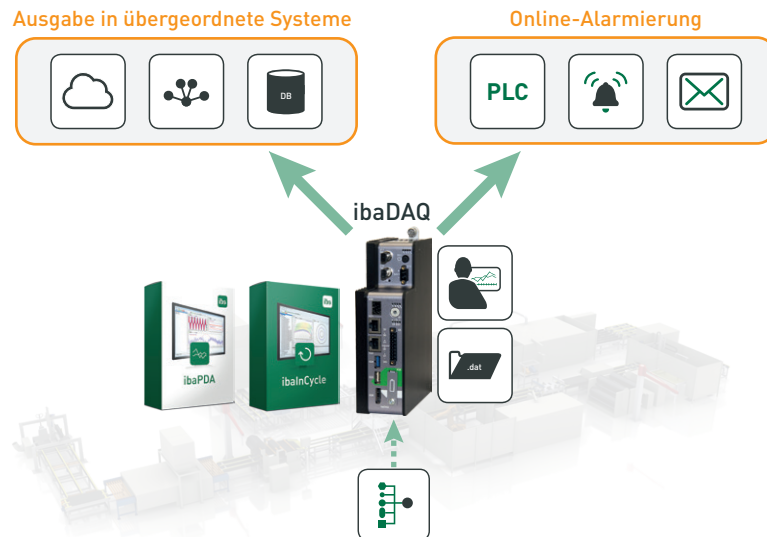 Ausgabe in übergeordnete Systeme
Online-Alarmierung
DB
PLC
ibaDAQ
iba
iba
ibaPDA
ibaInCycle
.dat